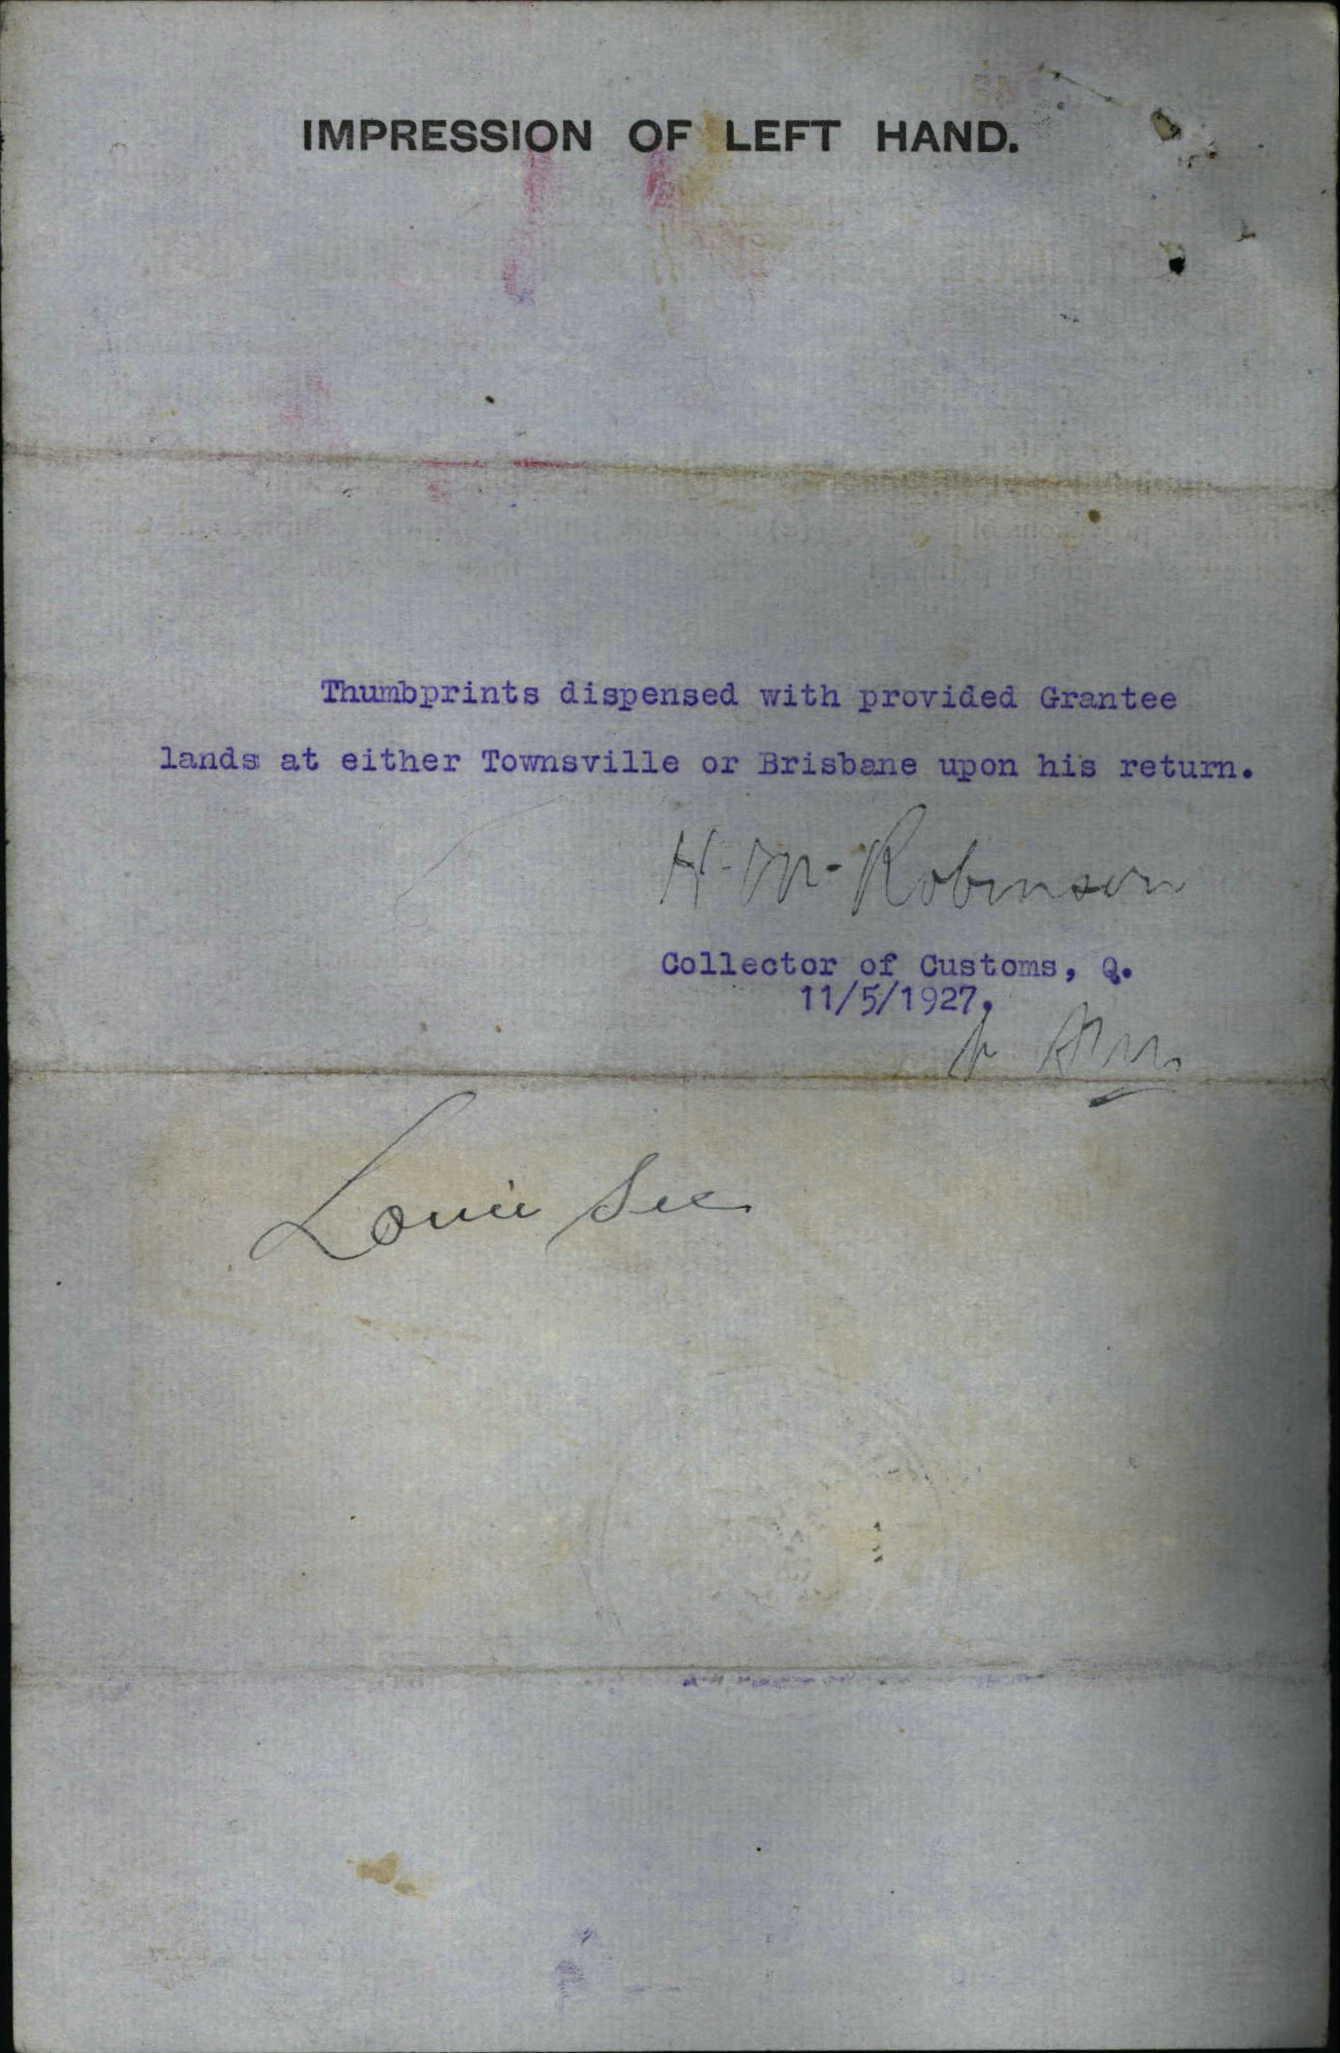 IMPRESSION OF LEFT HAND.
Thumbprints dispensed with provided Grantee
lands at either Townsville or Brisbane upon his return.
H. M. Robinson
Collector of Customs, Q.
11/5/1927.
Louie See